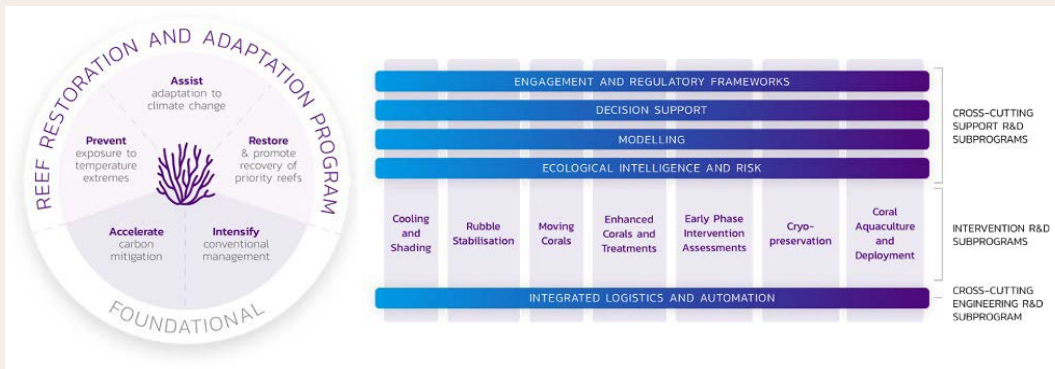 REEF RESTORATION AND ADAPTATION PROGRAM
Assist
adaptation to
climate change
Prevent
exposure to
temperature
extremes
Restore
& promote
recovery of
priority reefs
Accelerate
carbon
mitigation
Intensify
conventional
management
FOUNDATIONAL
ENGAGEMENT AND REGULATORY FRAMEWORKS
DECISION SUPPORT
MODELLING
ECOLOGICAL INTELLIGENCE AND RISK
CROSS-CUTTING
SUPPORT R&D
SUBPROGRAMS
Cooling
and
Shading
Rubble
Stabilisation
Moving
Corals
Enhanced
Corals and
Treatments
Early Phase
Intervention
Assessments
Cryo-
preservation
Coral
Aquaculture
and
Deployment
INTERVENTION R&D
SUBPROGRAMS
INTEGRATED LOGISTICS AND AUTOMATION
CROSS-CUTTING
ENGINEERING R&D
SUBPROGRAM